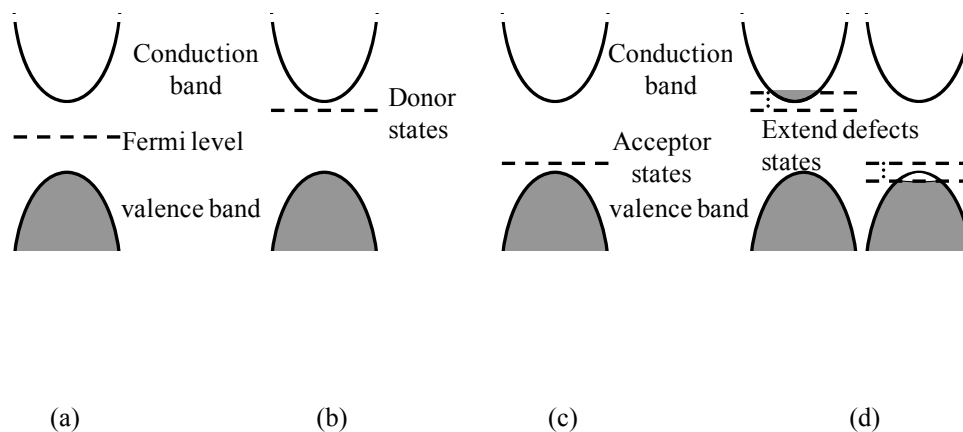 Conduction
band
Fermi level
valence band
Donor
states
Conduction
band
Acceptor
states
valence band
Extend defects
states
(a)
(b)
(c)
(d)